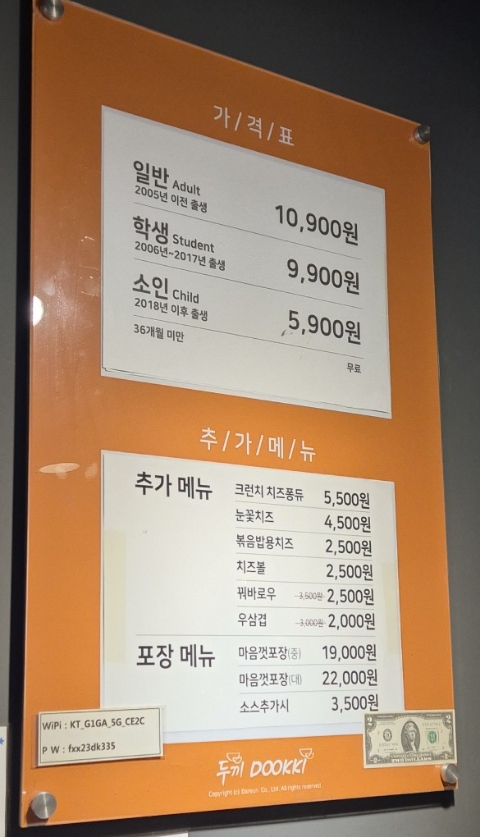 가/격/표
일반 Adult
2005년 이전 출생
10,900원
학생 Student
2006년~2017년 출생
9,900원
소인 Child
2018년 이후 출생
5,900원
36개월 미만
무료
추/가/메/뉴
추가 메뉴
크런치 치즈퐁듀 5,500원
눈꽃치즈 4,500원
볶음밥용치즈 2,500원
치즈볼 2,500원
꿔바로우 3,500원 2,500원
우삼겹 3,000원 2,000원
포장 메뉴
마음껏포장(중) 19,000원
마음껏포장(대) 22,000원
소스추가시 3,500원
WiPi : KT_G1GA_5G_CE2C
P W : fxx23dk335
두끼 DOOKKI
Co., Ltd. All rights reserved
2
TWO DOLLARS